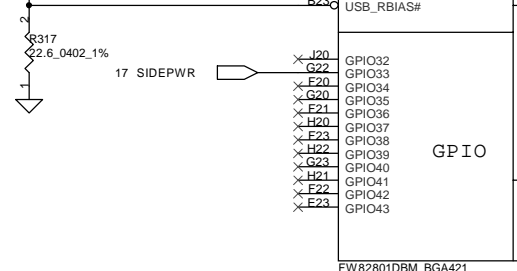 B23
USB_RBIAS#
2
R317
22.6_0402_1%
1
17 SIDEPWR
J20 GPIO32
G22 GPIO33
F20 GPIO34
G20 GPIO35
F21 GPIO36
H20 GPIO37
F23 GPIO38
H22 GPIO39
G23 GPIO40
H21 GPIO41
F22 GPIO42
E23 GPIO43
GPIO
FW82801DBM_BGA421